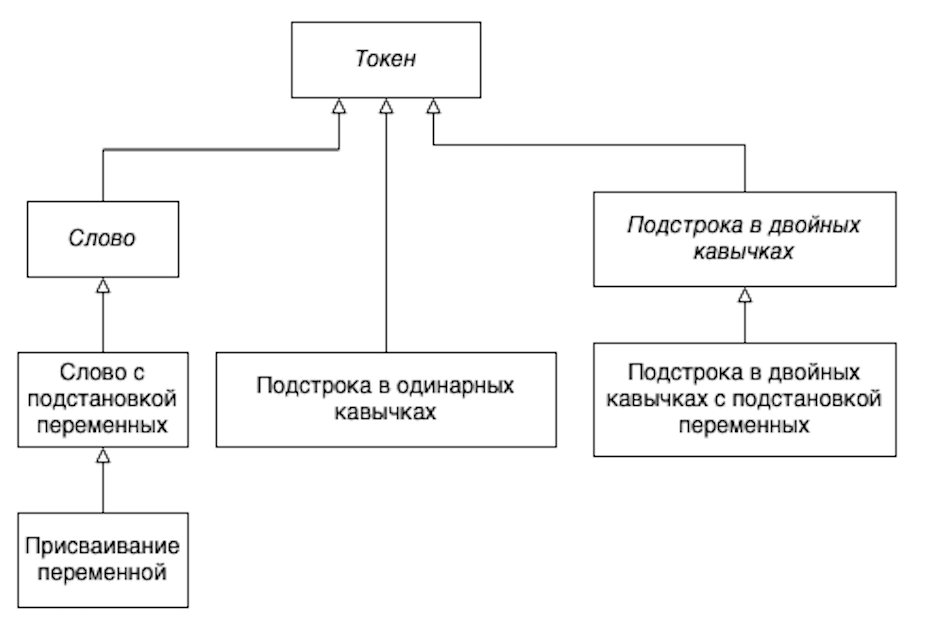 Токен
Слово
Подстрока в двойных
кавычках
Слово с
подстановкой
переменных
Подстрока в одинарных
кавычках
Подстрока в двойных
кавычках с подстановкой
переменных
Присваивание
переменной